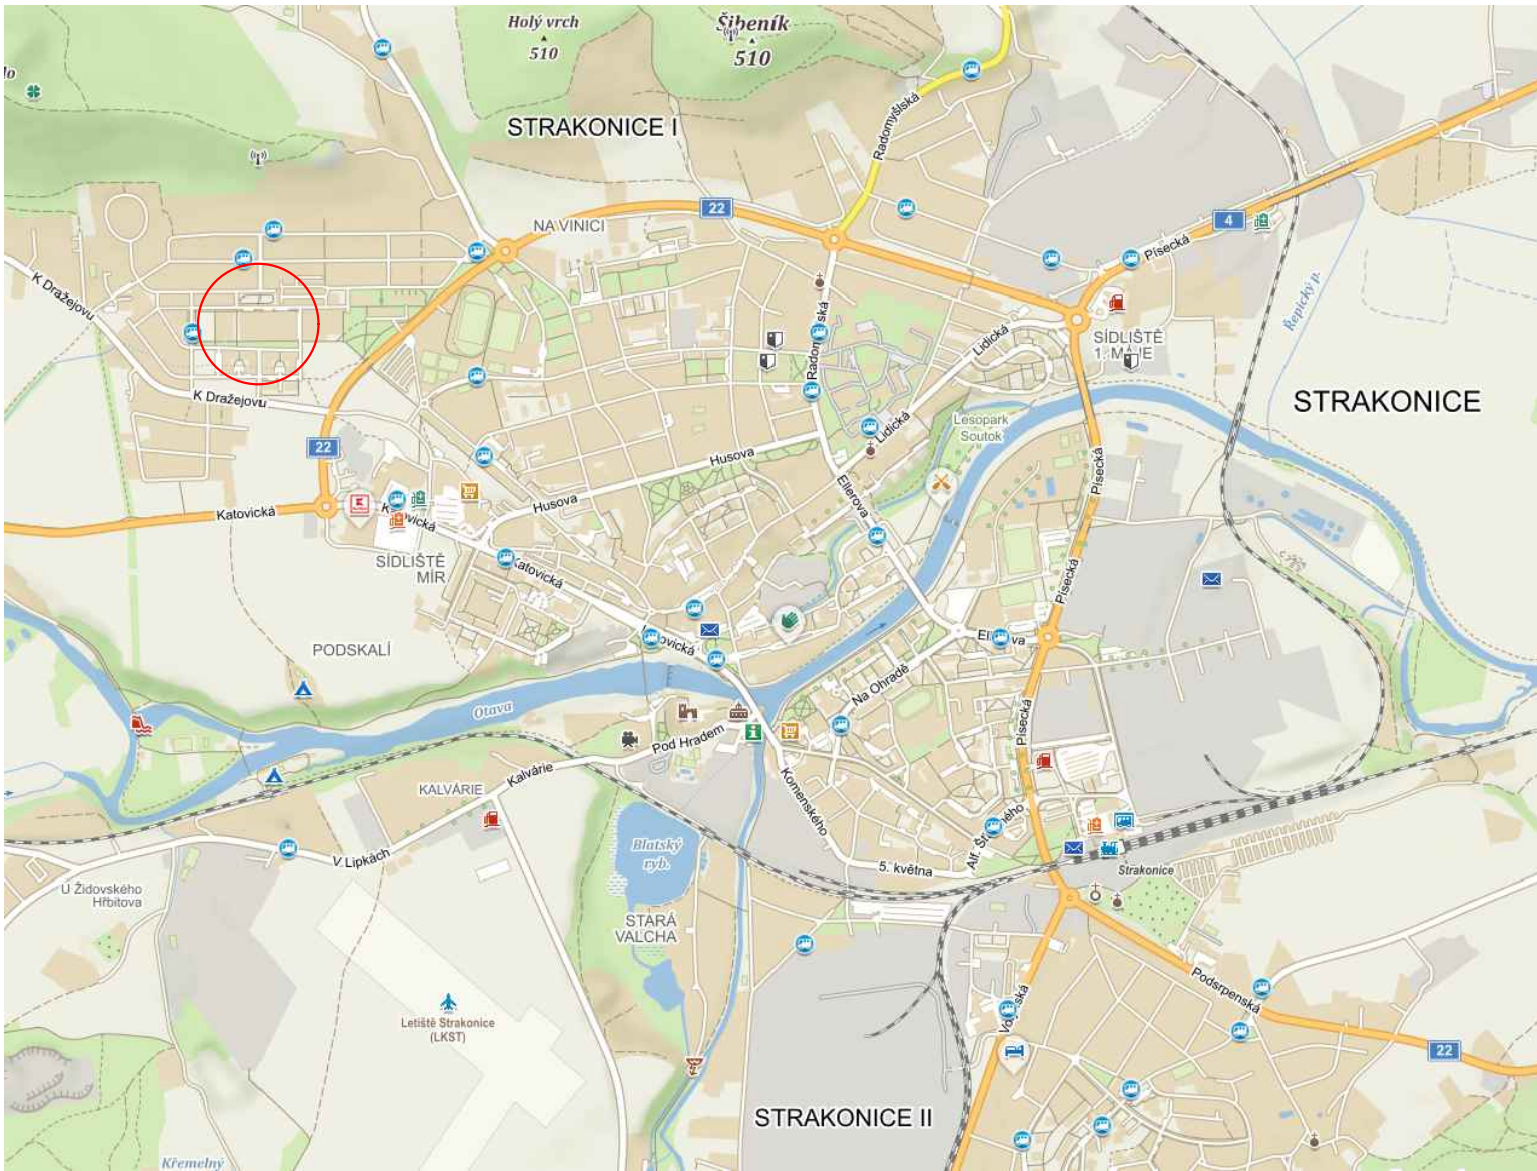 Holý vrch
510
Šibeník
510
STRAKONICE I
Radomyšlská
22
NA VINICI
4
Písecká
K Dražejovu
Řepický p.
Lidická
SÍDLIŠTĚ
1. MÁJE
K Dražejovu
STRAKONICE
Lesopark
Soutok
Lidická
22
Husova
Písecká
Ellerova
Husova
Katovická
SÍDLIŠTĚ
MÍR
Katovická
Písecká
PODSKALÍ
Na Ohradě
Otava
Písecká
Pod Hradem
Kalvárie
KALVÁRIE
Komenského
Blatský
ryb.
V Lipkách
5. května
Strakonice
U Židovského
Hřbitova
STARÁ
VALCHA
Podsrpenská
Letiště Strakonice
(LKST)
22
STRAKONICE II
Křemelný